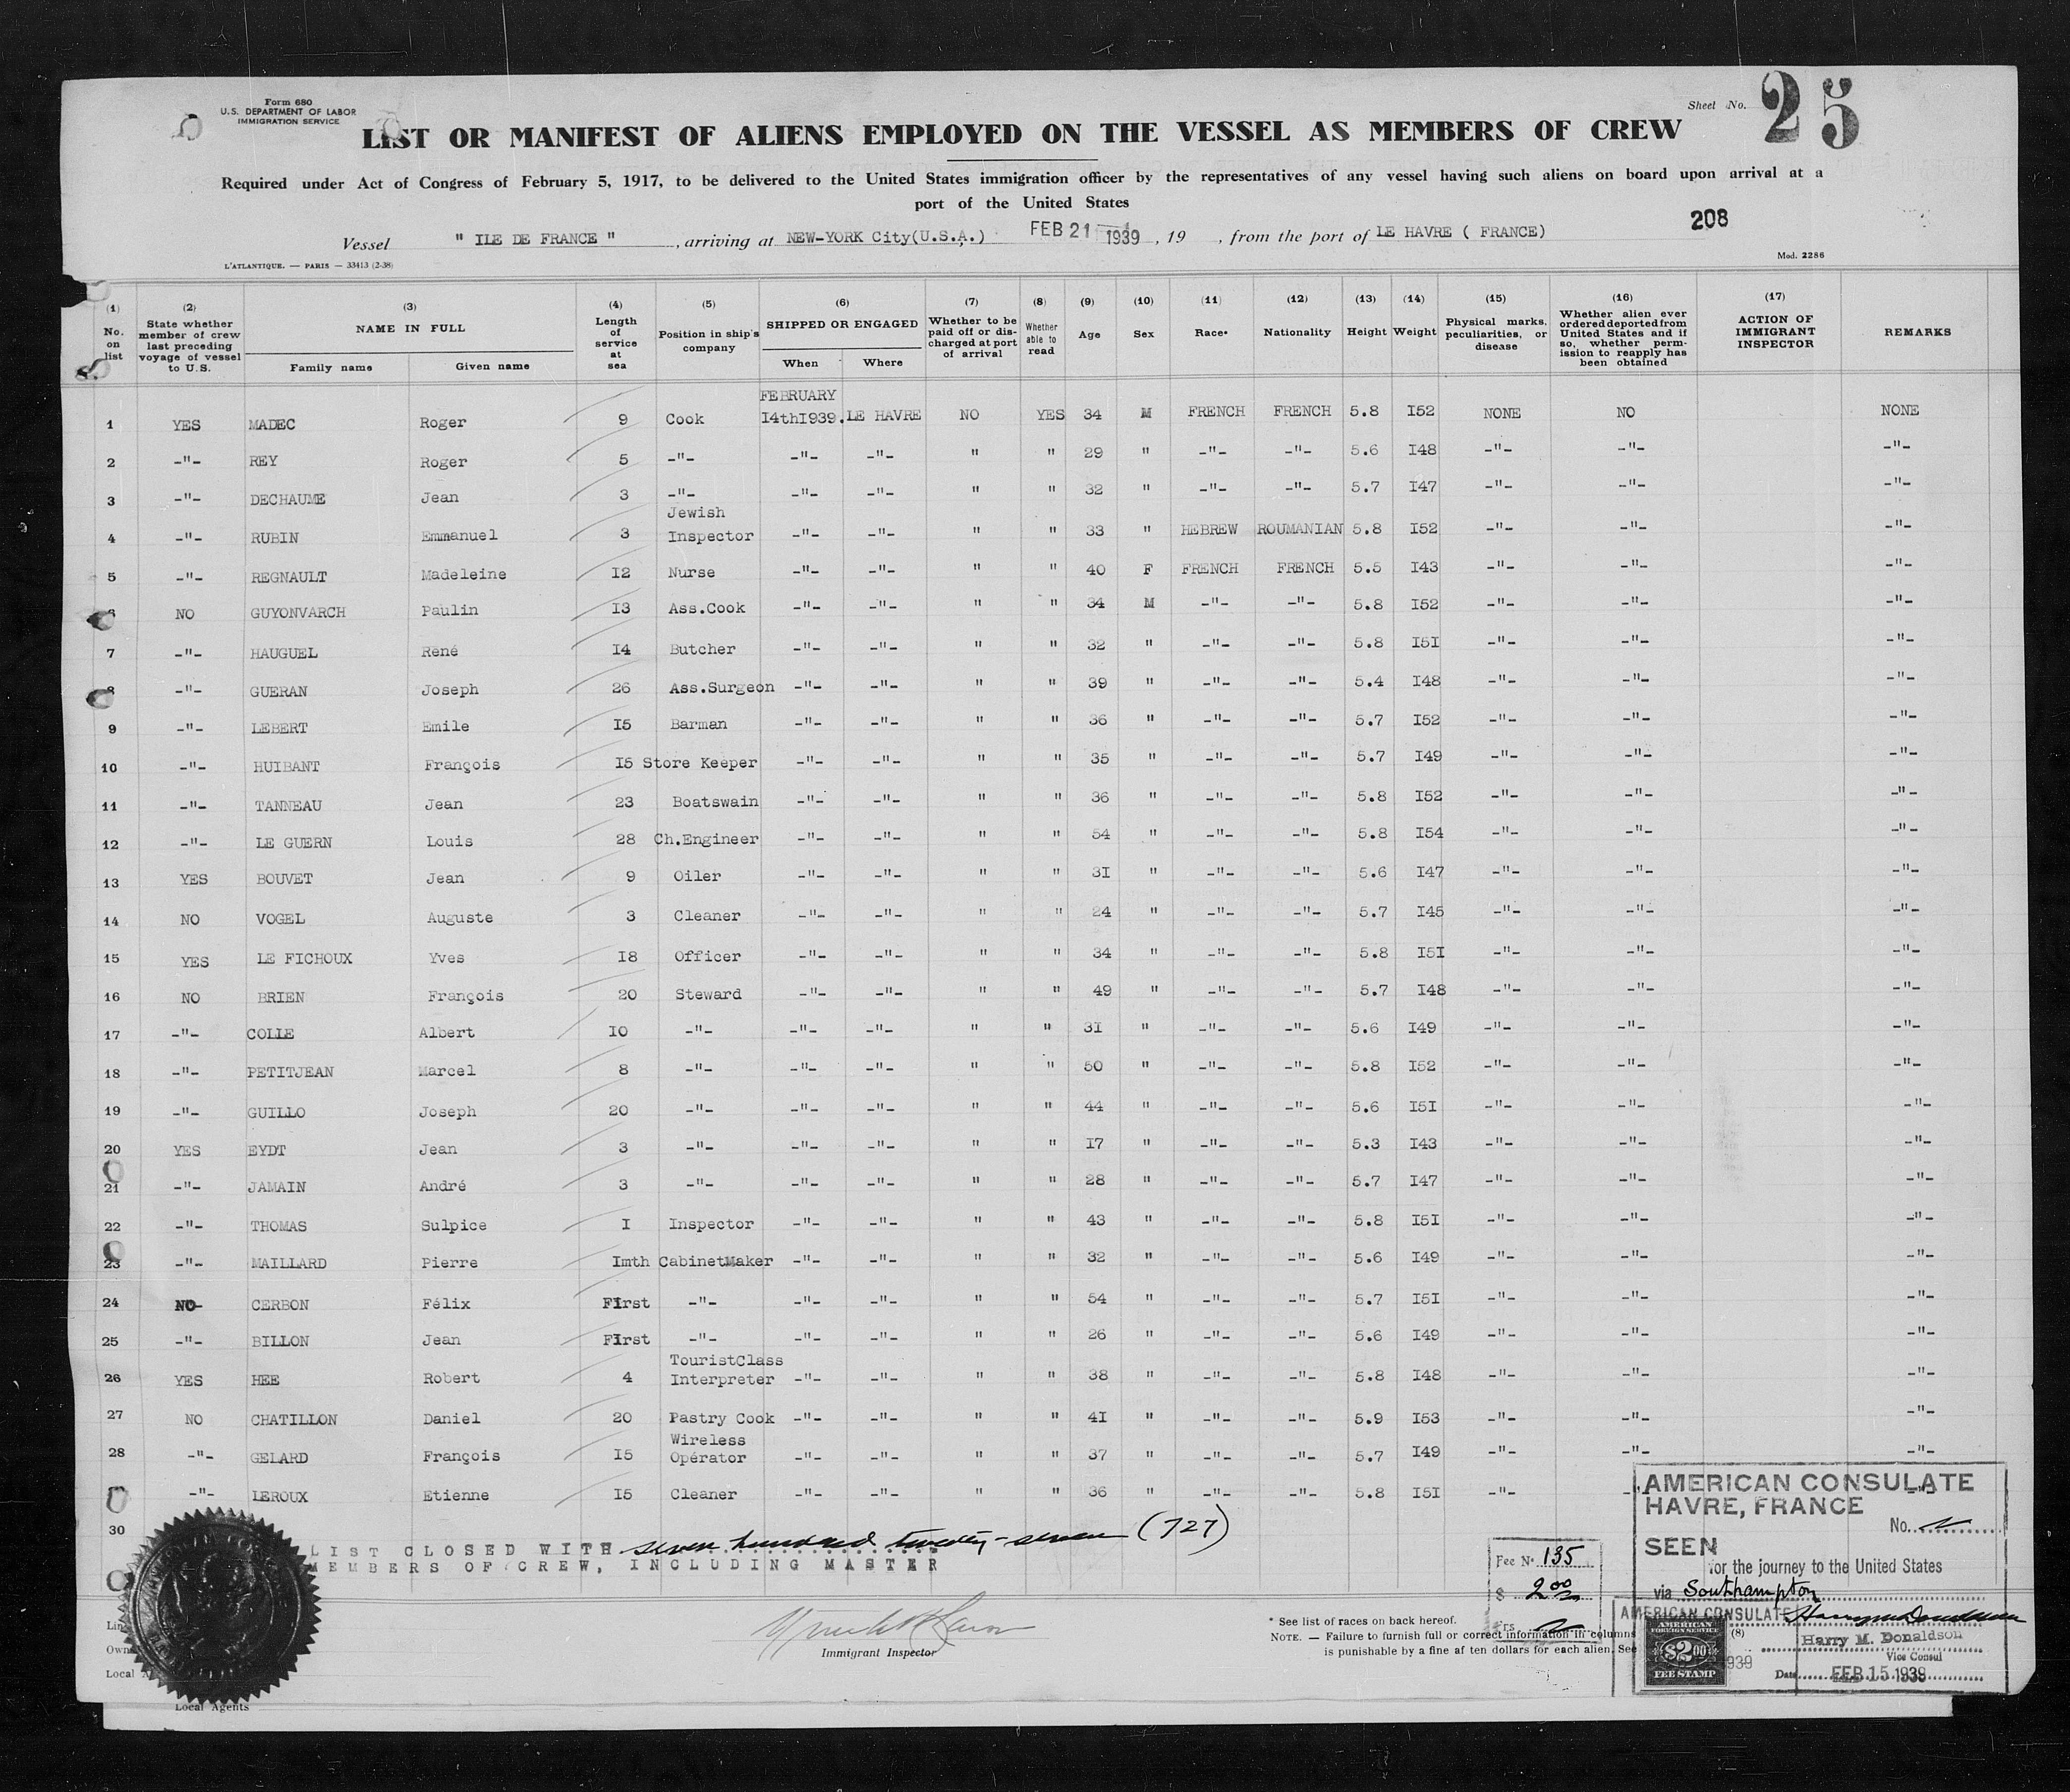 Form 680
U.S. DEPARTMENT OF LABOR
IMMIGRATION SERVICE
Sheet No. 25
LIST OR MANIFEST OF ALIENS EMPLOYED ON THE VESSEL AS MEMBERS OF CREW
Required under Act of Congress of February 5, 1917, to be delivered to the United States immigration officer by the representatives of any vessel having such aliens on board upon arrival at a
port of the United States
208
Vessel " ILE DE FRANCE ", arriving at NEW-YORK City(U.S.A.) FEB 21 1939, 19 , from the port of LE HAVRE ( FRANCE)
L'ATLANTIQUE. — PARIS — 33413 (2-38)
Mod. 2286
(1) No. on list
(2) State whether member of crew last preceding voyage of vessel to U.S.
(3) NAME IN FULL Family name Given name
(4) Length of service at sea
(5) Position in ship's company
(6) SHIPPED OR ENGAGED When Where
(7) Whether to be paid off or discharged at port of arrival
(8) Whether able to read
(9) Age
(10) Sex
(11) Race*
(12) Nationality
(13) Height
(14) Weight
(15) Physical marks, peculiarities, or disease
(16) Whether alien ever ordered deported from United States and if so, whether permission to reapply has been obtained
(17) ACTION OF IMMIGRANT INSPECTOR
REMARKS
FEBRUARY
1 YES MADEC Roger 9 Cook I4thI939. LE HAVRE NO YES 34 M FRENCH FRENCH 5.8 I52 NONE NO NONE
2 -"- REY Roger 5 -"- -"- -"- " " 29 " -"- -"- 5.6 I48 -"- -"- -"-
3 -"- DECHAUME Jean 3 -"- -"- -"- " " 32 " -"- -"- 5.7 I47 -"- -"- -"-
Jewish
4 -"- RUBIN Emmanuel 3 Inspector -"- -"- " " 33 " HEBREW ROUMANIAN 5.8 I52 -"- -"- -"-
5 -"- REGNAULT Madeleine I2 Nurse -"- -"- " " 40 F FRENCH FRENCH 5.5 I43 -"- -"- -"-
6 NO GUYONVARCH Paulin I3 Ass.Cook -"- -"- " " 34 M -"- -"- 5.8 I52 -"- -"- -"-
7 -"- HAUGUEL René I4 Butcher -"- -"- " " 32 " -"- -"- 5.8 I5I -"- -"- -"-
8 -"- GUERAN Joseph 26 Ass.Surgeon -"- -"- " " 39 " -"- -"- 5.4 I48 -"- -"- -"-
9 -"- LEBERT Emile I5 Barman -"- -"- " " 36 " -"- -"- 5.7 I52 -"- -"- -"-
10 -"- HUIBANT François I5 Store Keeper -"- -"- " " 35 " -"- -"- 5.7 I49 -"- -"- -"-
11 -"- TANNEAU Jean 23 Boatswain -"- -"- " " 36 " -"- -"- 5.8 I52 -"- -"- -"-
12 -"- LE GUERN Louis 28 Ch.Engineer -"- -"- " " 54 " -"- -"- 5.8 I54 -"- -"- -"-
13 YES BOUVET Jean 9 Oiler -"- -"- " " 3I " -"- -"- 5.6 I47 -"- -"- -"-
14 NO VOGEL Auguste 3 Cleaner -"- -"- " " 24 " -"- -"- 5.7 I45 -"- -"- -"-
15 YES LE FICHOUX Yves I8 Officer -"- -"- " " 34 " -"- -"- 5.8 I5I -"- -"- -"-
16 NO BRIEN François 20 Steward -"- -"- " " 49 " -"- -"- 5.7 I48 -"- -"- -"-
17 -"- COLLE Albert IO -"- -"- -"- " " 3I " -"- -"- 5.6 I49 -"- -"- -"-
18 -"- PETITJEAN Marcel 8 -"- -"- -"- " " 50 " -"- -"- 5.8 I52 -"- -"- -"-
19 -"- GUILLO Joseph 20 -"- -"- -"- " " 44 " -"- -"- 5.6 I5I -"- -"- -"-
20 YES EYDT Jean 3 -"- -"- -"- " " I7 " -"- -"- 5.3 I43 -"- -"- -"-
21 -"- JAMAIN André 3 -"- -"- -"- " " 28 " -"- -"- 5.7 I47 -"- -"- -"-
22 -"- THOMAS Sulpice I Inspector -"- -"- " " 43 " -"- -"- 5.8 I5I -"- -"- -"-
23 -"- MAILLARD Pierre Imth CabinetMaker -"- -"- " " 32 " -"- -"- 5.6 I49 -"- -"- -"-
24 NO- CERBON Félix FIrst -"- -"- -"- " " 54 " -"- -"- 5.7 I5I -"- -"- -"-
25 -"- BILLON Jean FIrst -"- -"- -"- " " 26 " -"- -"- 5.6 I49 -"- -"- -"-
TouristClass
26 YES HEE Robert 4 Interpreter -"- -"- " " 38 " -"- -"- 5.8 I48 -"- -"- -"-
27 NO CHATILLON Daniel 20 Pastry Cook -"- -"- " " 4I " -"- -"- 5.9 I53 -"- -"- -"-
Wireless
28 -"- GELARD François I5 Opérator -"- -"- " " 37 " -"- -"- 5.7 I49 -"- -"- -"-
-"- LEROUX Etienne I5 Cleaner -"- -"- " " 36 " -"- -"- 5.8 I5I -"-
30
LIST CLOSED WITH seven hundred twenty-seven (727)
MEMBERS OF CREW, INCLUDING MASTER
Immigrant Inspector
Local Agents
Fee No. 135
$ 2.00
* See list of races on back hereof.
NOTE. — Failure to furnish full or correct information in columns (8)
is punishable by a fine af ten dollars for each alien. See
AMERICAN CONSULATE
HAVRE, FRANCE
No.
SEEN
for the journey to the United States
via Southampton
AMERICAN CONSULATE
AMERICAN
FOREIGN SERVICE
$2.00
FEE STAMP
1939
Harry M. Donaldson
Vice Consul
Date FEB 15 1939